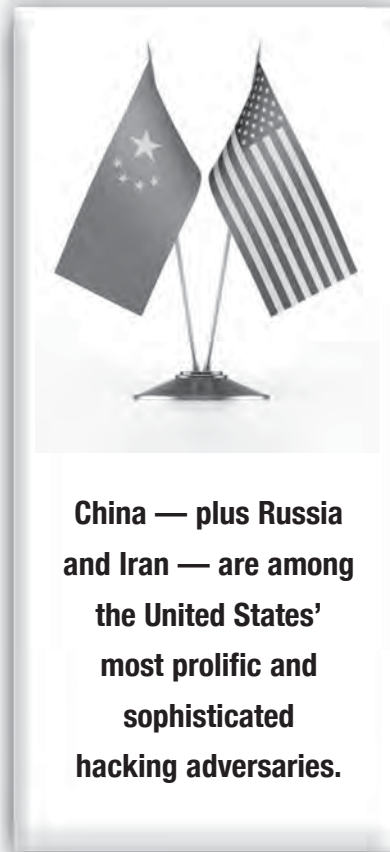 China — plus Russia
and Iran — are among
the United States’
most prolific and
sophisticated
hacking adversaries.